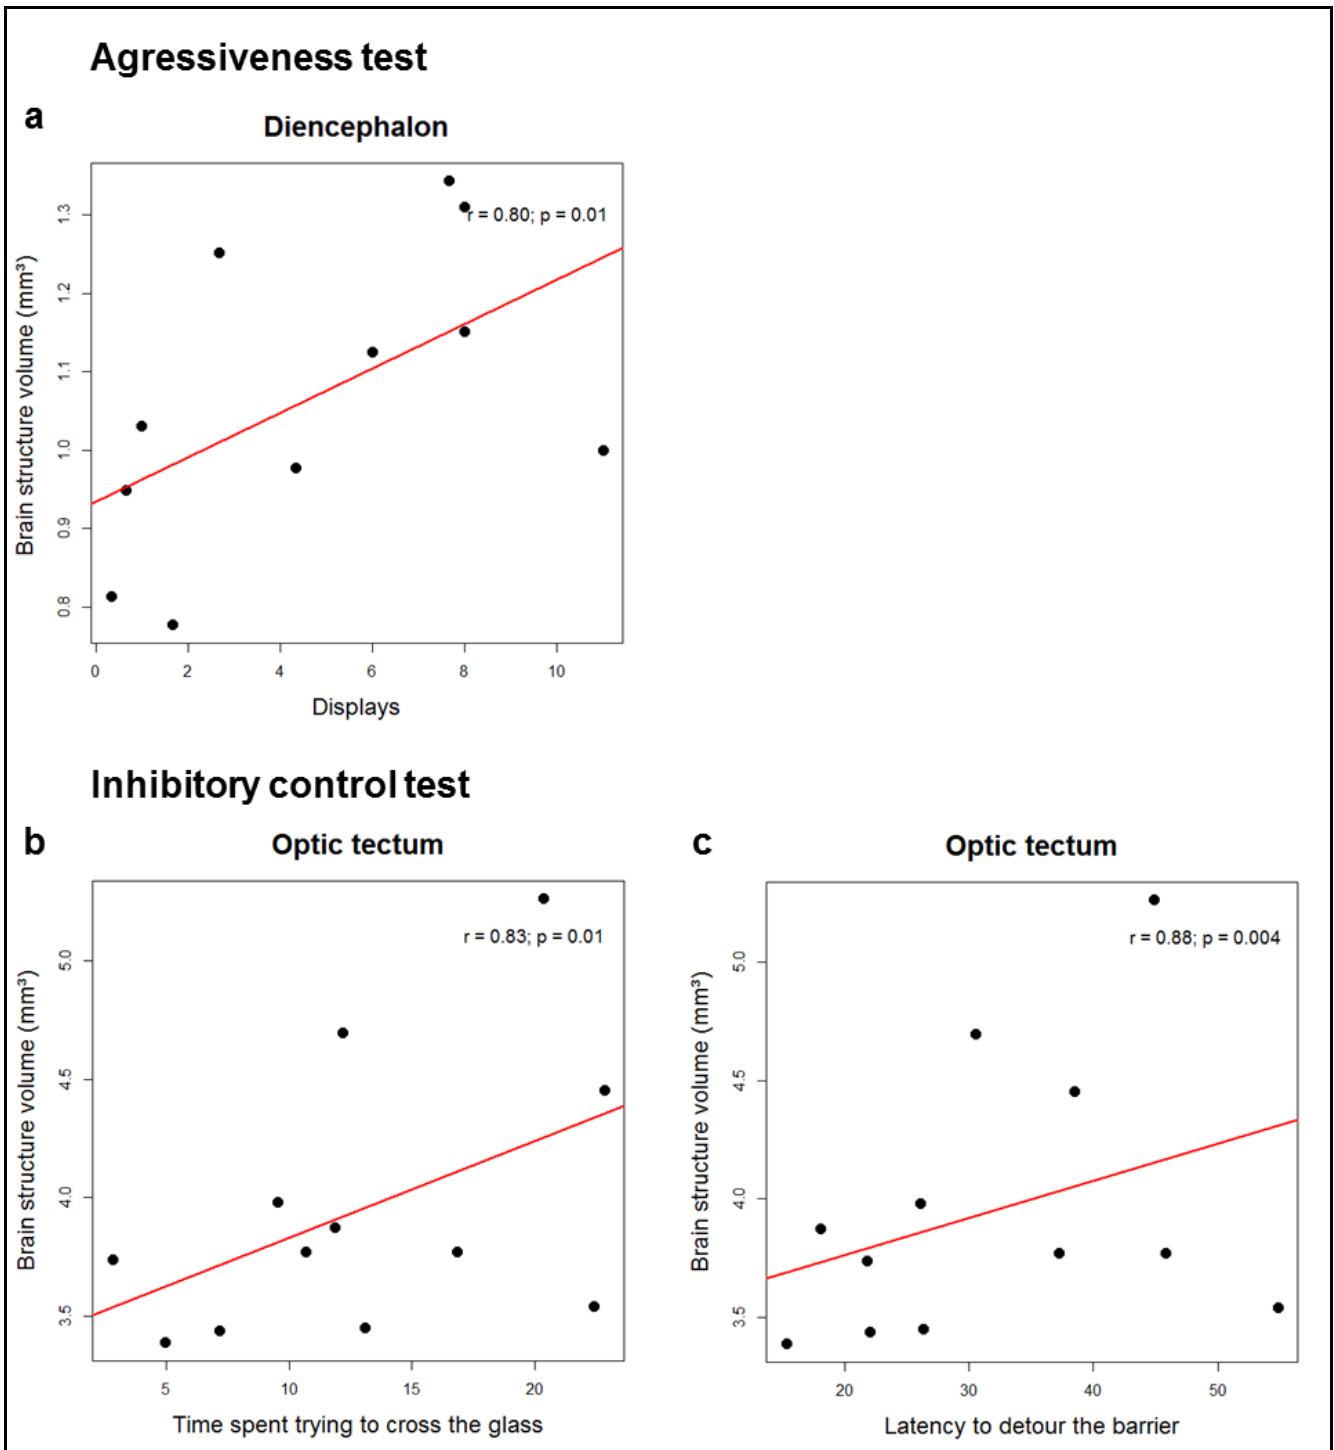 Agressiveness test
a
Diencephalon
r = 0.80; p = 0.01
Brain structure volume (mm³)
1.3
1.2
1.1
1.0
0.9
0.8
0 2 4 6 8 10
Displays
Inhibitory control test
b
Optic tectum
r = 0.83; p = 0.01
Brain structure volume (mm³)
5.0
4.5
4.0
3.5
5 10 15 20
Time spent trying to cross the glass
c
Optic tectum
r = 0.88; p = 0.004
Brain structure volume (mm³)
5.0
4.5
4.0
3.5
20 30 40 50
Latency to detour the barrier